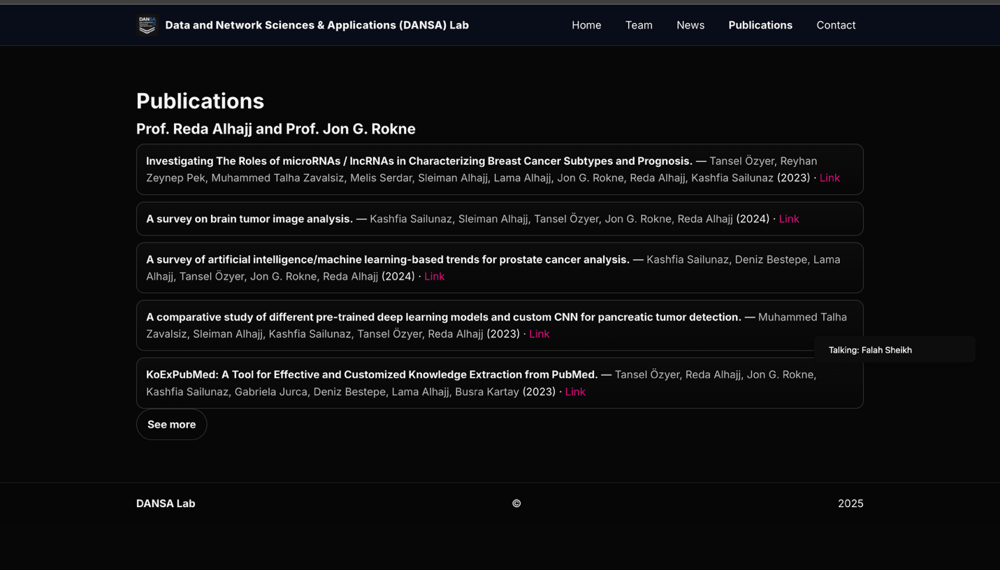 DANSA
Data and Network Sciences & Applications (DANSA) Lab
Home
Team
News
Publications
Contact
Publications
Prof. Reda Alhajj and Prof. Jon G. Rokne
Investigating The Roles of microRNAs / lncRNAs in Characterizing Breast Cancer Subtypes and Prognosis. — Tansel Özyer, Reyhan
Zeynep Pek, Muhammed Talha Zavalsiz, Melis Serdar, Sleiman Alhajj, Lama Alhajj, Jon G. Rokne, Reda Alhajj, Kashfia Sailunaz (2023) · Link
A survey on brain tumor image analysis. — Kashfia Sailunaz, Sleiman Alhajj, Tansel Özyer, Jon G. Rokne, Reda Alhajj (2024) · Link
A survey of artificial intelligence/machine learning-based trends for prostate cancer analysis. — Kashfia Sailunaz, Deniz Bestepe, Lama
Alhajj, Tansel Özyer, Jon G. Rokne, Reda Alhajj (2024) · Link
A comparative study of different pre-trained deep learning models and custom CNN for pancreatic tumor detection. — Muhammed Talha
Zavalsiz, Sleiman Alhajj, Kashfia Sailunaz, Tansel Özyer, Reda Alhajj (2023) · Link
Talking: Falah Sheikh
KoExPubMed: A Tool for Effective and Customized Knowledge Extraction from PubMed. — Tansel Özyer, Reda Alhajj, Jon G. Rokne,
Kashfia Sailunaz, Gabriela Jurca, Deniz Bestepe, Lama Alhajj, Busra Kartay (2023) · Link
See more
DANSA Lab
©
2025